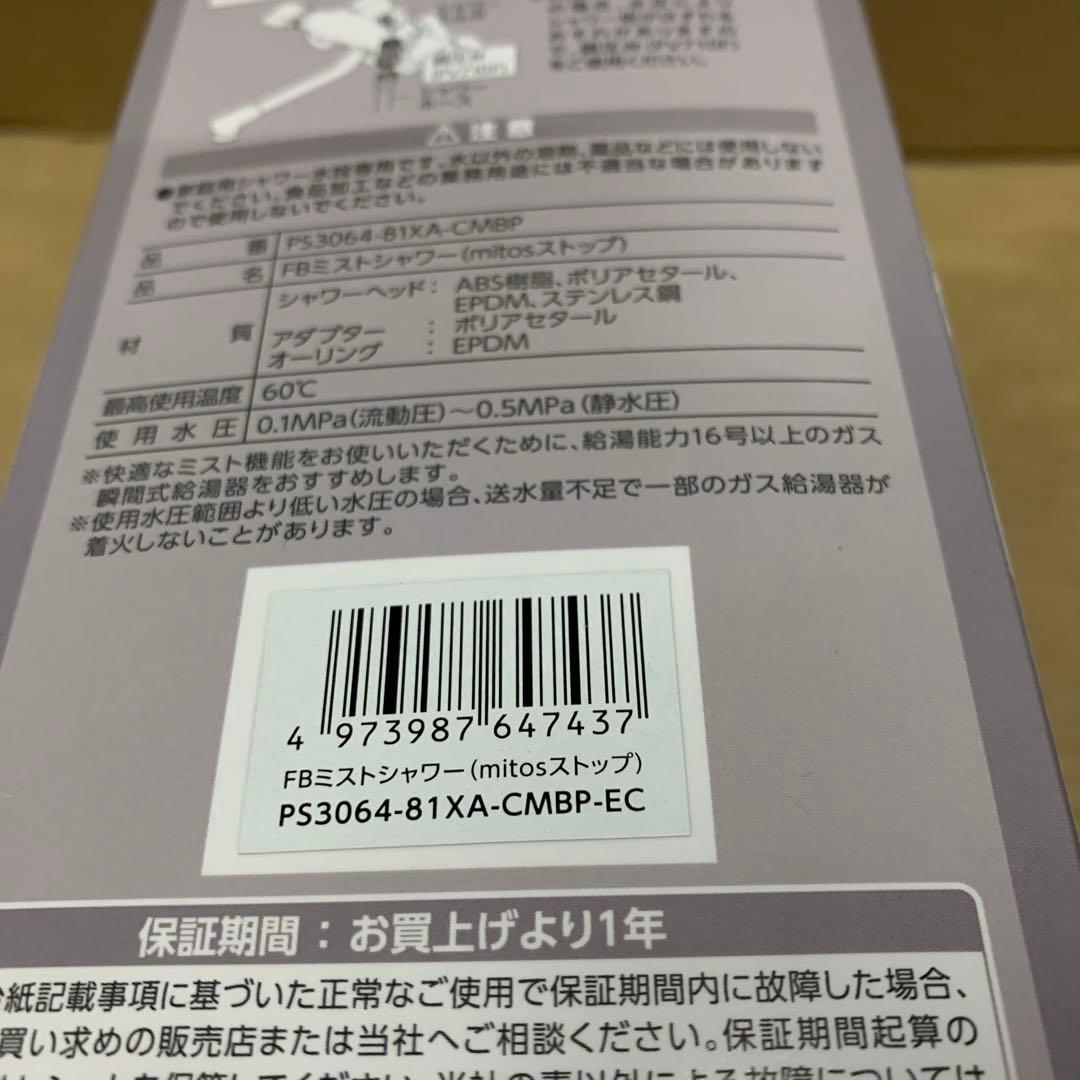 シャワー
ホース
をご使用ください。
⚠ 注意
●家庭用シャワー水栓専用です。水以外の溶剤、薬品などには使用しない
でください。食品加工などの業務用途には不適当な場合があります
ので使用しないでください。
品番 PS3064-81XA-CMBP
品名 FBミストシャワー(mitosストップ)
材質 シャワーヘッド： ABS樹脂、ポリアセタール、
EPDM、ステンレス鋼
アダプター ： ポリアセタール
オーリング ： EPDM
最高使用温度 60℃
使用水圧 0.1MPa(流動圧)～0.5MPa(静水圧)
※快適なミスト機能をお使いいただくために、給湯能力16号以上のガス
瞬間式給湯器をおすすめします。
※使用水圧範囲より低い水圧の場合、送水量不足で一部のガス給湯器が
着火しないことがあります。
4 973987 647437
FBミストシャワー(mitosストップ)
PS3064-81XA-CMBP-EC
保証期間：お買上げより1年
紙記載事項に基づいた正常なご使用で保証期間内に故障した場合、
買い求めの販売店または当社へご相談ください。保証期間起算の